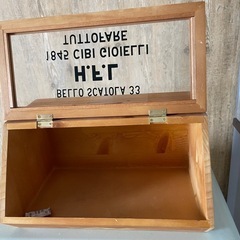 BELLO SCATOLA 33
H.F.L
1845 CIBI GIOIELLI
TUTTOFARE